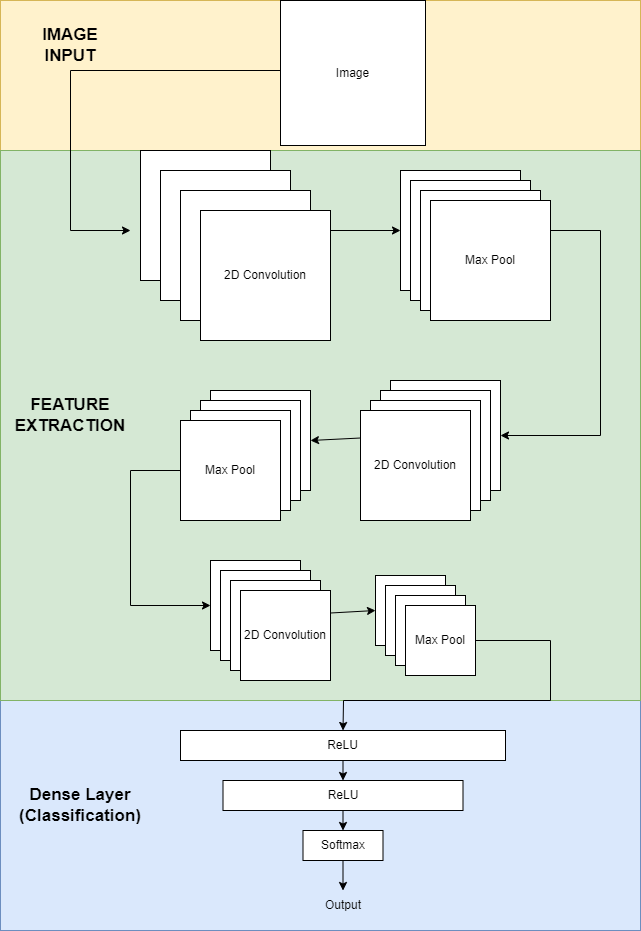 IMAGE
INPUT
Image
2D Convolution
Max Pool
FEATURE
EXTRACTION
Max Pool
2D Convolution
2D Convolution
Max Pool
ReLU
Dense Layer
(Classification)
ReLU
Softmax
Output